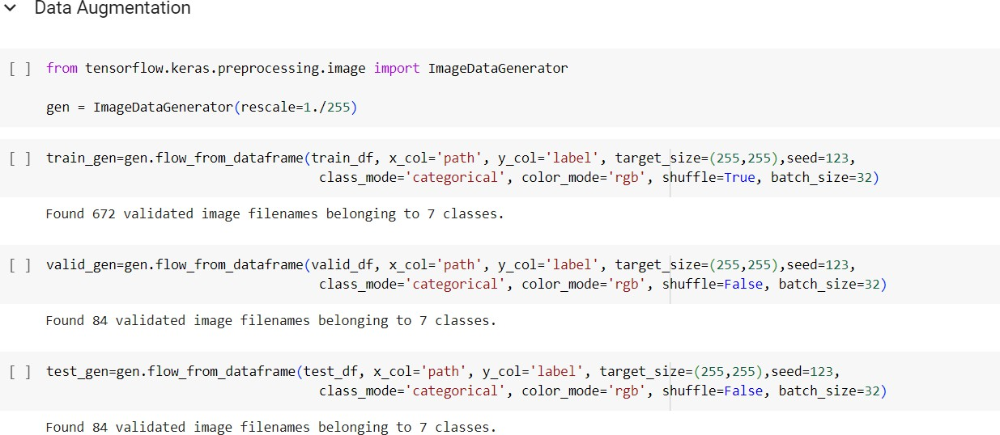 Data Augmentation
[ ] from tensorflow.keras.preprocessing.image import ImageDataGenerator
gen = ImageDataGenerator(rescale=1./255)
[ ] train_gen=gen.flow_from_dataframe(train_df, x_col='path', y_col='label', target_size=(255,255),seed=123,
class_mode='categorical', color_mode='rgb', shuffle=True, batch_size=32)
Found 672 validated image filenames belonging to 7 classes.
[ ] valid_gen=gen.flow_from_dataframe(valid_df, x_col='path', y_col='label', target_size=(255,255),seed=123,
class_mode='categorical', color_mode='rgb', shuffle=False, batch_size=32)
Found 84 validated image filenames belonging to 7 classes.
[ ] test_gen=gen.flow_from_dataframe(test_df, x_col='path', y_col='label', target_size=(255,255),seed=123,
class_mode='categorical', color_mode='rgb', shuffle=False, batch_size=32)
Found 84 validated image filenames belonging to 7 classes.